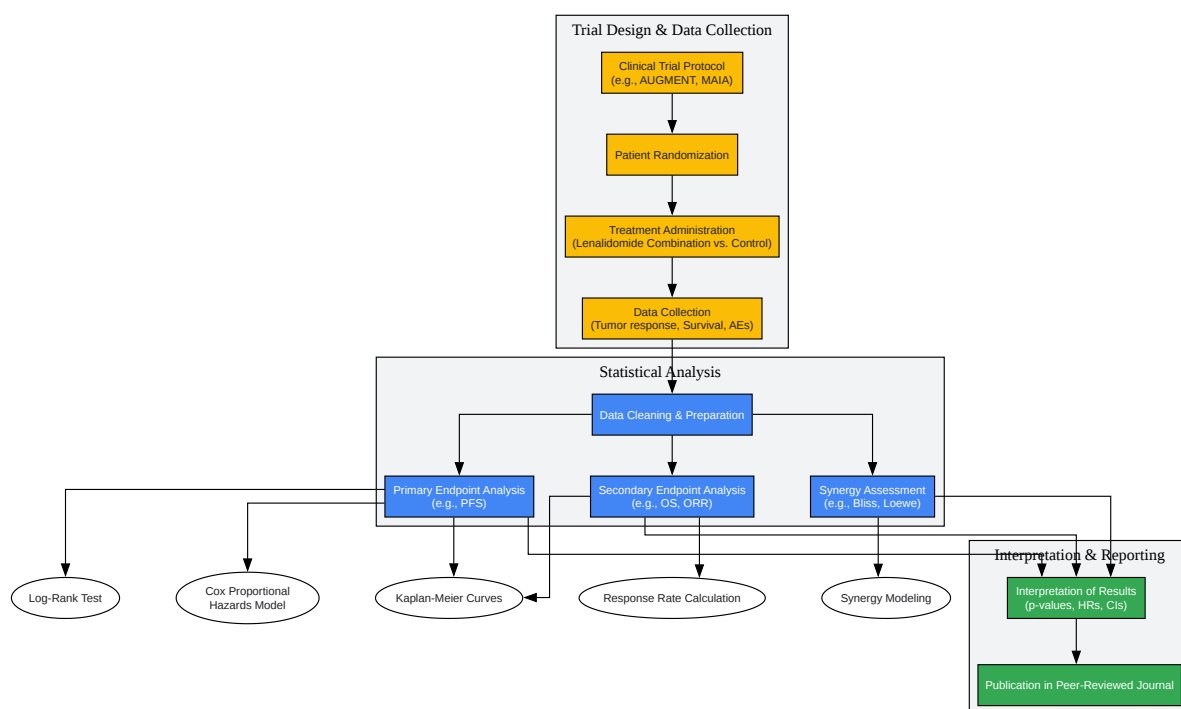 Trial Design & Data Collection
Clinical Trial Protocol
(e.g., AUGMENT, MAIA)
Patient Randomization
Treatment Administration
(Lenalidomide Combination vs. Control)
Data Collection
(Tumor response, Survival, AEs)
Statistical Analysis
Data Cleaning & Preparation
Primary Endpoint Analysis
(e.g., PFS)
Secondary Endpoint Analysis
(e.g., OS, ORR)
Synergy Assessment
(e.g., Bliss, Loewe)
Log-Rank Test
Cox Proportional
Hazards Model
Kaplan-Meier Curves
Response Rate Calculation
Synergy Modeling
Interpretation & Reporting
Interpretation of Results
(p-values, HRs, CIs)
Publication in Peer-Reviewed Journal